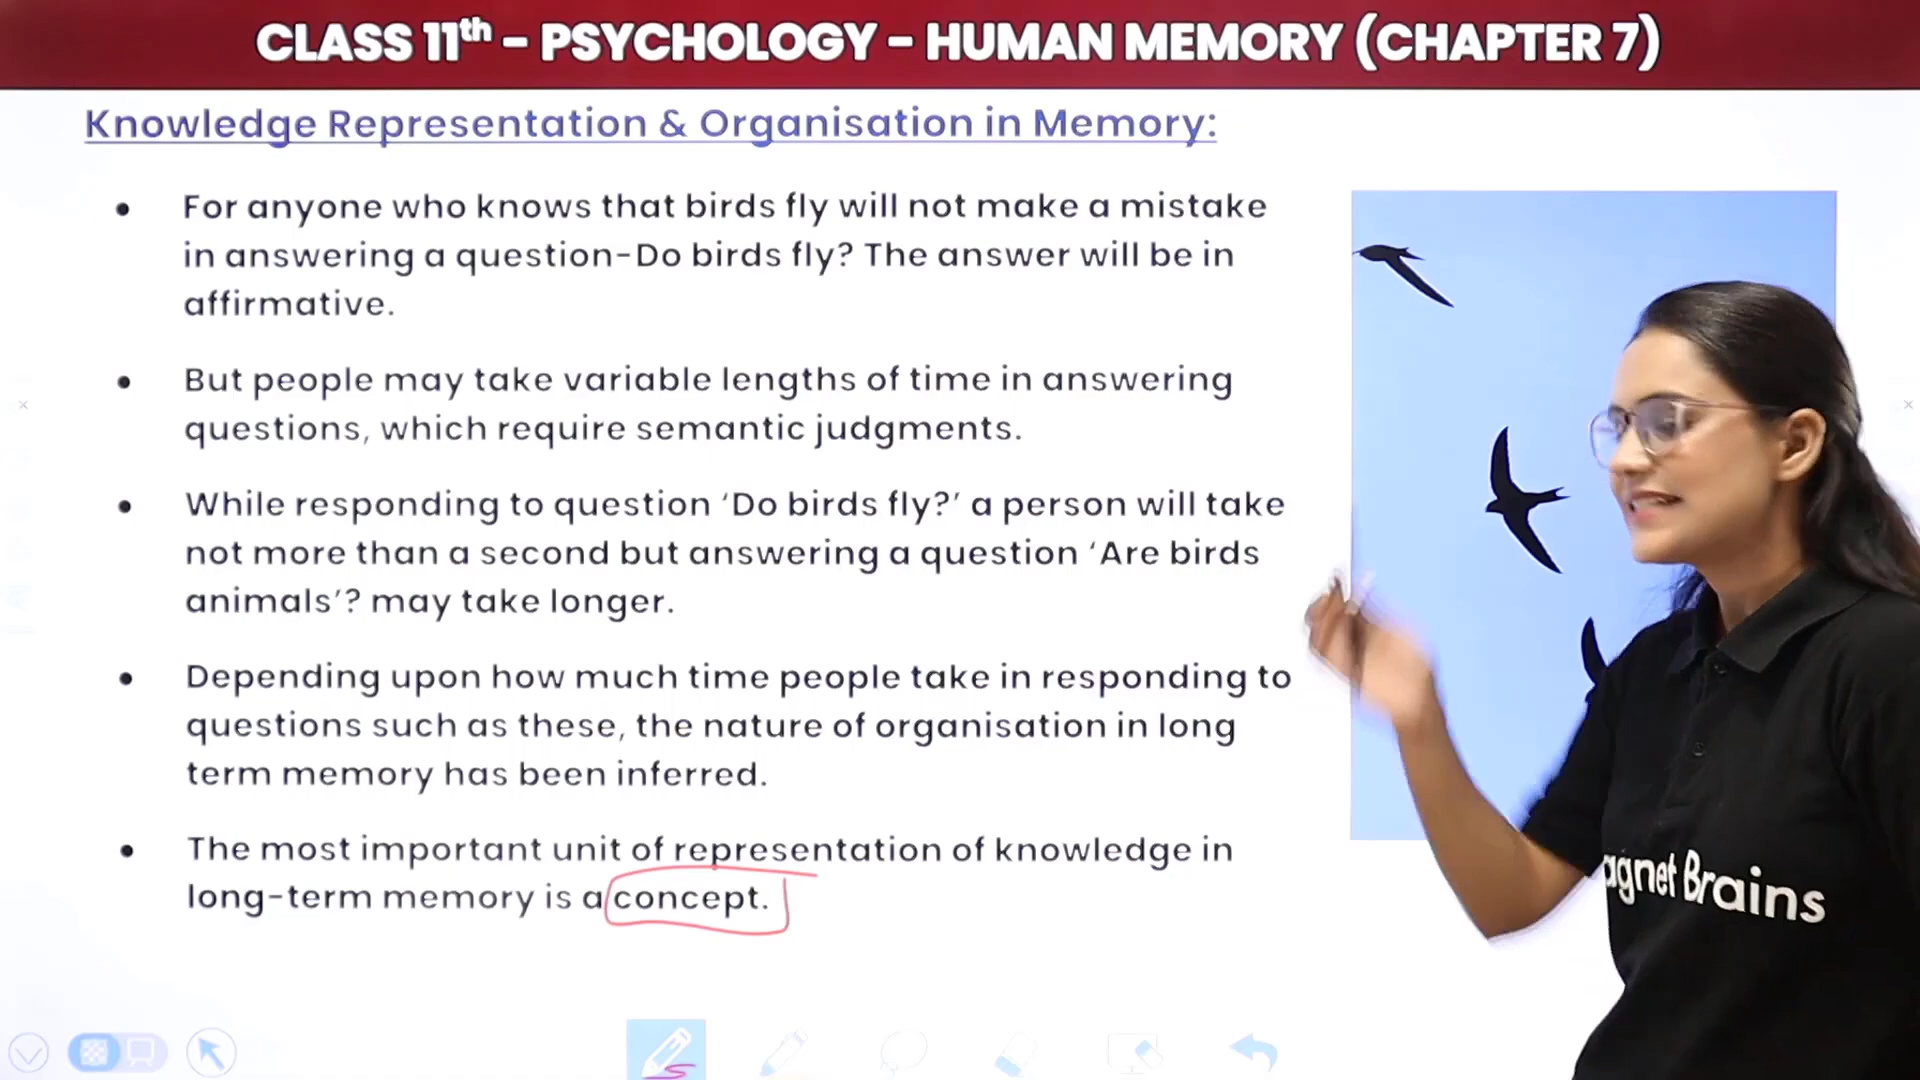 CLASS 11th - PSYCHOLOGY - HUMAN MEMORY (CHAPTER 7)
Knowledge Representation & Organisation in Memory:
• For anyone who knows that birds fly will not make a mistake
in answering a question-Do birds fly? The answer will be in
affirmative.
• But people may take variable lengths of time in answering
questions, which require semantic judgments.
• While responding to question ‘Do birds fly?’ a person will take
not more than a second but answering a question ‘Are birds
animals’? may take longer.
• Depending upon how much time people take in responding to
questions such as these, the nature of organisation in long
term memory has been inferred.
• The most important unit of representation of knowledge in
long-term memory is a concept.
agnet Brains